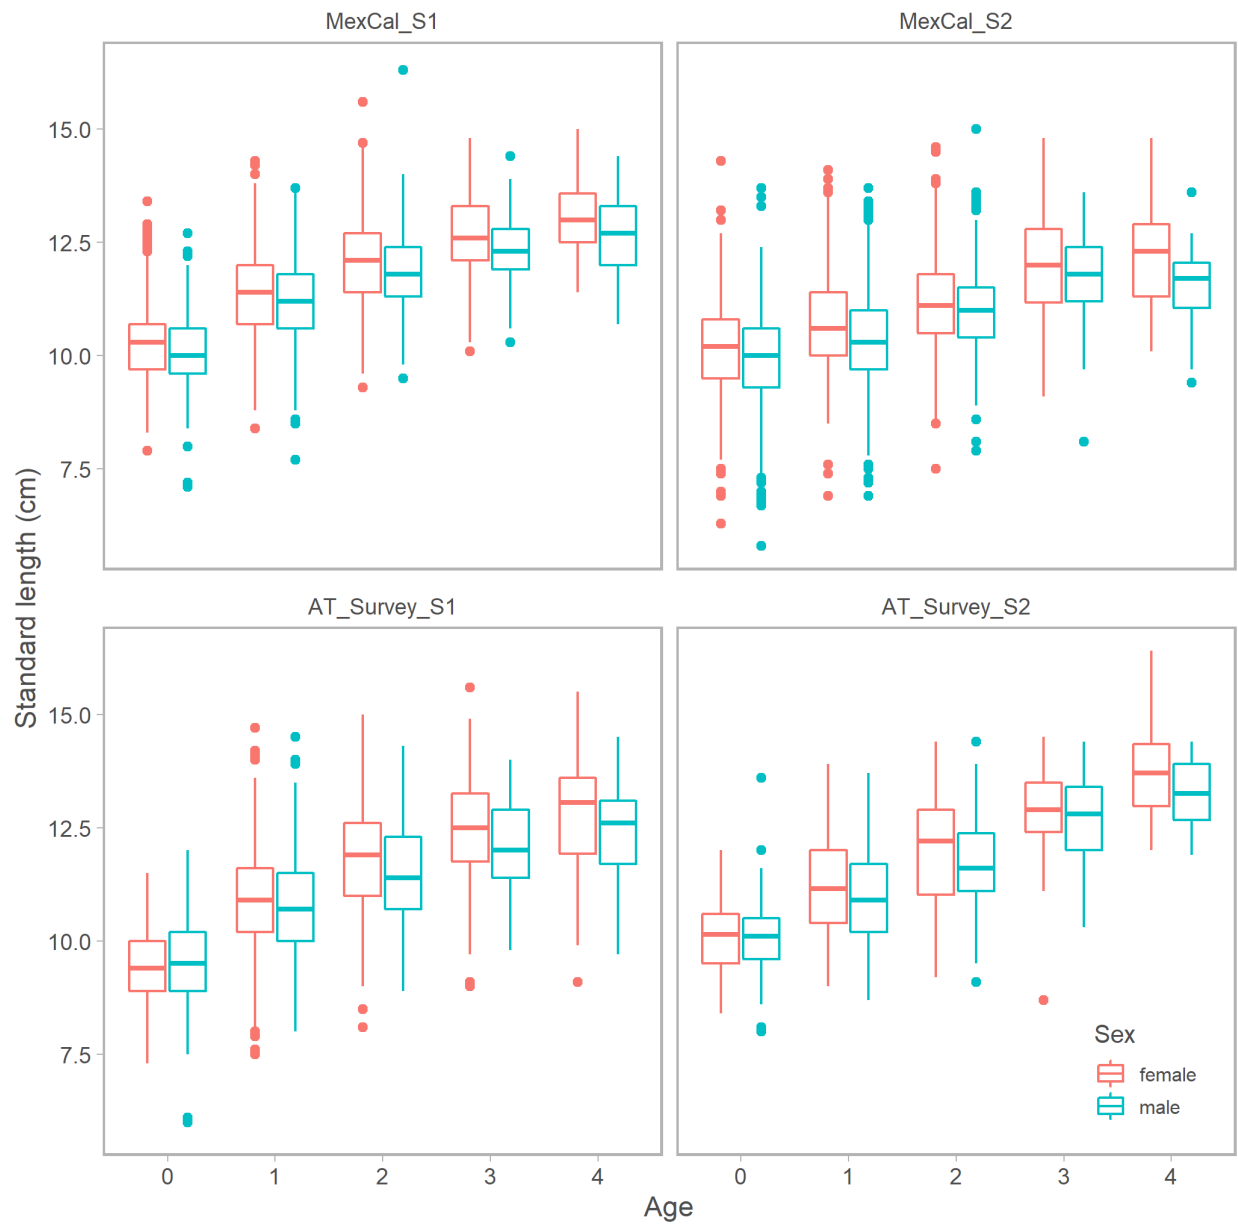 MexCal_S1
MexCal_S2
15.0
12.5
10.0
7.5
Standard length (cm)
AT_Survey_S1
AT_Survey_S2
15.0
12.5
10.0
7.5
Sex
female
male
0 1 2 3 4
0 1 2 3 4
Age